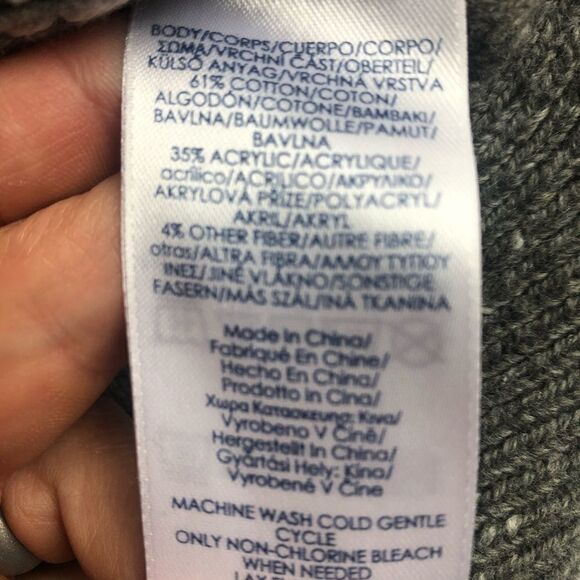 BODY/CORPS/CUERPO/CORPO/
ΣΩΜΑ/VRCHNÍ ČÁST/OBERTEIL/
KÜLSŐ ANYAG/VRCHNÁ VRSTVA
61% COTTON/COTON/
ALGODÓN/COTONE/BAMBAKI/
BAVLNA/BAUMWOLLE/PAMUT/
BAVLNA
35% ACRYLIC/ACRYLIQUE/
acrílico/ACRILICO/ΑΚΡΥΛΙΚΟ/
AKRYLOVÁ PŘÍZE/POLYACRYL/
AKRIL/AKRYL
4% OTHER FIBER/AUTRE FIBRE/
otras/ALTRA FIBRA/ΑΛΛΟΥ ΤΥΠΟΥ
ΙΝΕΣ/JINÉ VLÁKNO/SONSTIGE
FASERN/MÁS SZÁL/INÁ TKANINA
Made In China/
Fabriqué En Chine/
Hecho En China/
Prodotto in Cina/
Χωρα Κατασκευης: Κινα/
Vyrobeno V Číně/
Hergestellt In China/
Gyártási Hely: Kína/
Vyrobené V Číne
MACHINE WASH COLD GENTLE
CYCLE
ONLY NON-CHLORINE BLEACH
WHEN NEEDED